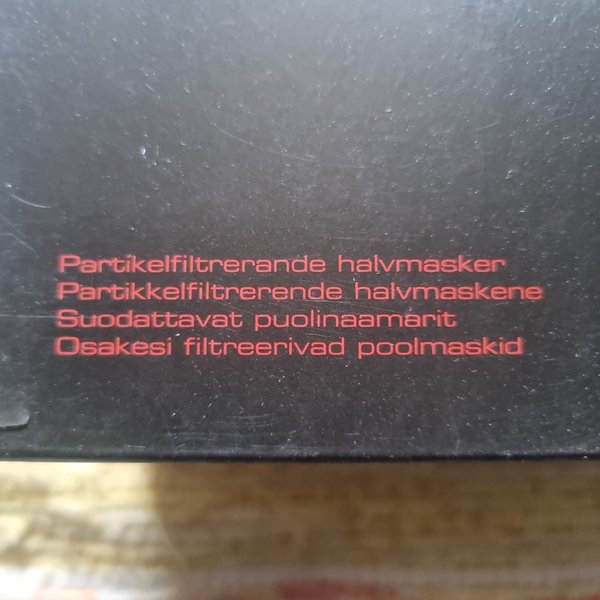 Partikelfiltrerande halvmasker
Partikkelfiltrerende halvmaskene
Suodattavat puolinaamarit
Osakesi filtreerivad poolmaskid